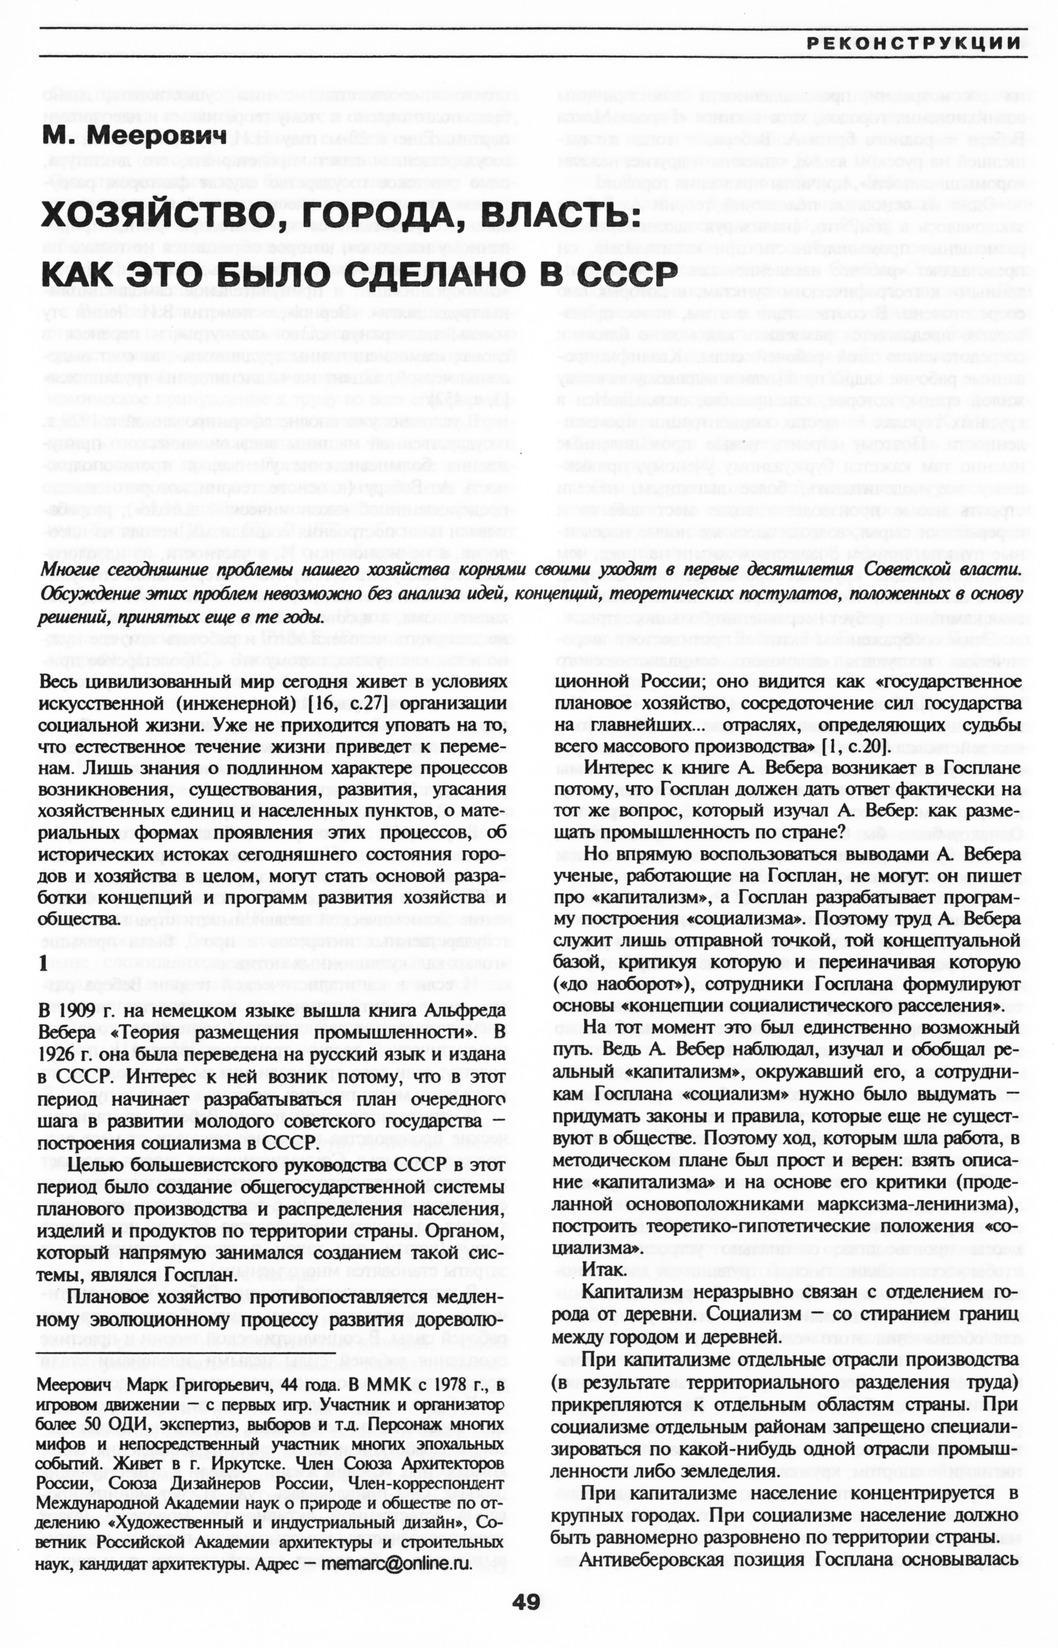 РЕКОНСТРУКЦИИ
М. Меерович
ХОЗЯЙСТВО, ГОРОДА, ВЛАСТЬ:
КАК ЭТО БЫЛО СДЕЛАНО В СССР
Многие сегодняшние проблемы нашего хозяйства корнями своими уходят в первые десятилетия Советской власти.
Обсуждение этих проблем невозможно без анализа идей, концепций, теоретических постулатов, положенных в основу
решений, принятых еще в те годы.
Весь цивилизованный мир сегодня живет в условиях
искусственной (инженерной) [16, с.27] организации
социальной жизни. Уже не приходится уповать на то,
что естественное течение жизни приведет к переме-
нам. Лишь знания о подлинном характере процессов
возникновения, существования, развития, угасания
хозяйственных единиц и населенных пунктов, о мате-
риальных формах проявления этих процессов, об
исторических истоках сегодняшнего состояния горо-
дов и хозяйства в целом, могут стать основой разра-
ботки концепций и программ развития хозяйства и
общества.
1
В 1909 г. на немецком языке вышла книга Альфреда
Вебера «Теория размещения промышленности». В
1926 г. она была переведена на русский язык и издана
в СССР. Интерес к ней возник потому, что в этот
период начинает разрабатываться план очередного
шага в развитии молодого советского государства —
построения социализма в СССР.
Целью большевистского руководства СССР в этот
период было создание общегосударственной системы
планового производства и распределения населения,
изделий и продуктов по территории страны. Органом,
который напрямую занимался созданием такой сис-
темы, являлся Госплан.
Плановое хозяйство противопоставляется медлен-
ному эволюционному процессу развития дореволю-
Меерович Марк Григорьевич, 44 года. В ММК с 1978 г., в
игровом движении — с первых игр. Участник и организатор
более 50 ОДИ, экспертиз, выборов и т.д. Персонаж многих
мифов и непосредственный участник многих эпохальных
событий. Живет в г. Иркутске. Член Союза Архитекторов
России, Союза Дизайнеров России, Член-корреспондент
Международной Академии наук о природе и обществе по от-
делению «Художественный и индустриальный дизайн», Со-
ветник Российской Академии архитектуры и строительных
наук, кандидат архитектуры. Адрес — memarc@online.ru.
ционной России; оно видится как «государственное
плановое хозяйство, сосредоточение сил государства
на главнейших... отраслях, определяющих судьбы
всего массового производства» [1, с.20].
Интерес к книге А. Вебера возникает в Госплане
потому, что Госплан должен дать ответ фактически на
тот же вопрос, который изучал А. Вебер: как разме-
щать промышленность по стране?
Но впрямую воспользоваться выводами А. Вебера
ученые, работающие на Госплан, не могут: он пишет
про «капитализм», а Госплан разрабатывает програм-
му построения «социализма». Поэтому труд А. Вебера
служит лишь отправной точкой, той концептуальной
базой, критикуя которую и переиначивая которую
(«до наоборот»), сотрудники Госплана формулируют
основы «концепции социалистического расселения».
На тот момент это был единственно возможный
путь. Ведь А. Вебер наблюдал, изучал и обобщал ре-
альный «капитализм», окружавший его, а сотрудни-
кам Госплана «социализм» нужно было выдумать —
придумать законы и правила, которые еще не сущест-
вуют в обществе. Поэтому ход, которым шла работа, в
методическом плане был прост и верен: взять описа-
ние «капитализма» и на основе его критики (проде-
ланной основоположниками марксизма-ленинизма),
построить теоретико-гипотетические положения «со-
циализма».
Итак.
Капитализм неразрывно связан с отделением го-
рода от деревни. Социализм — со стиранием границ
между городом и деревней.
При капитализме отдельные отрасли производства
(в результате территориального разделения труда)
прикрепляются к отдельным областям страны. При
социализме отдельным районам запрещено специали-
зироваться по какой-нибудь одной отрасли промыш-
ленности либо земледелия.
При капитализме население концентрируется в
крупных городах. При социализме население должно
быть равномерно разровнено по территории страны.
Антивеберовская позиция Госплана основывалась
49